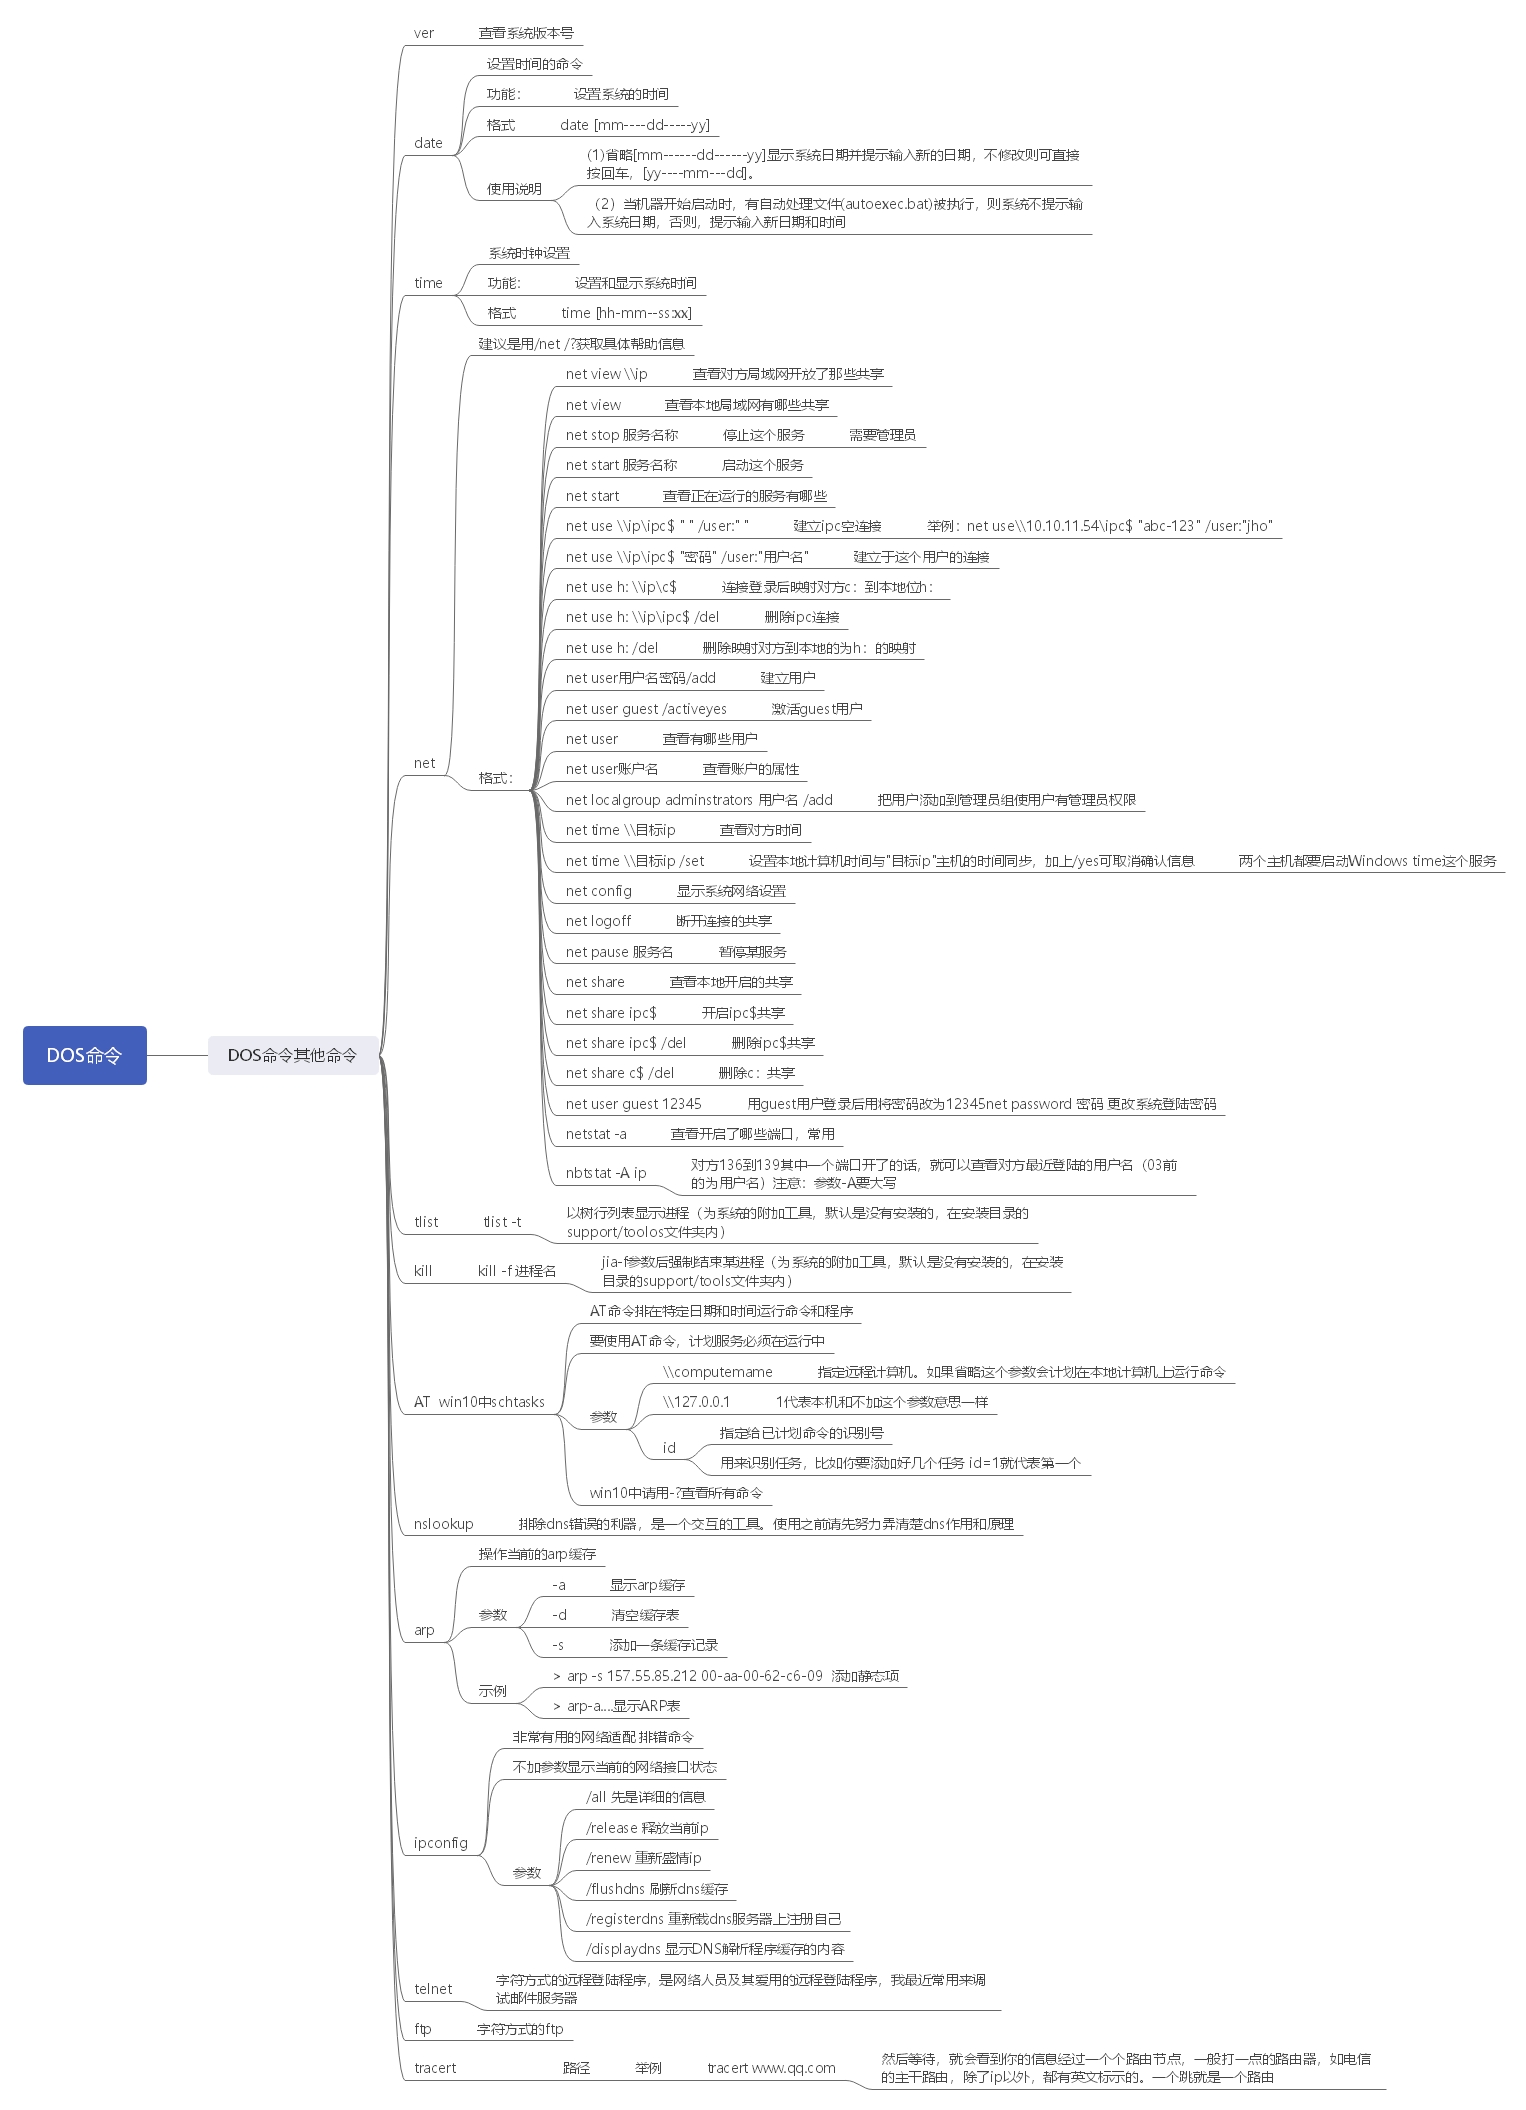 ver 查看系统版本号
设置时间的命令
功能： 设置系统的时间
格式 date [mm----dd-----yy]
date
(1)省略[mm------dd------yy]显示系统日期并提示输入新的日期，不修改则可直接
按回车，[yy----mm---dd]。
使用说明
（2）当机器开始启动时，有自动处理文件(autoexec.bat)被执行，则系统不提示输
入系统日期，否则，提示输入新日期和时间
系统时钟设置
time 功能： 设置和显示系统时间
格式 time [hh-mm--ss:xx]
建议是用/net /?获取具体帮助信息
net view \\ip 查看对方局域网开放了那些共享
net view 查看本地局域网有哪些共享
net stop 服务名称 停止这个服务 需要管理员
net start 服务名称 启动这个服务
net start 查看正在运行的服务有哪些
net use \\ip\ipc$ " " /user:" " 建立ipc空连接 举例：net use\\10.10.11.54\ipc$ "abc-123" /user:"jho"
net use \\ip\ipc$ "密码" /user:"用户名" 建立于这个用户的连接
net use h: \\ip\c$ 连接登录后映射对方c：到本地位h：
net use h: \\ip\ipc$ /del 删除ipc连接
net use h: /del 删除映射对方到本地的为h：的映射
net user用户名密码/add 建立用户
net user guest /activeyes 激活guest用户
net user 查看有哪些用户
net
格式：
net user账户名 查看账户的属性
net localgroup adminstrators 用户名 /add 把用户添加到管理员组使用户有管理员权限
net time \\目标ip 查看对方时间
net time \\目标ip /set 设置本地计算机时间与"目标ip"主机的时间同步，加上/yes可取消确认信息 两个主机都要启动Windows time这个服务
net config 显示系统网络设置
net logoff 断开连接的共享
net pause 服务名 暂停某服务
net share 查看本地开启的共享
net share ipc$ 开启ipc$共享
net share ipc$ /del 删除ipc$共享
DOS命令 DOS命令其他命令
net share c$ /del 删除c：共享
net user guest 12345 用guest用户登录后用将密码改为12345net password 密码 更改系统登陆密码
netstat -a 查看开启了哪些端口，常用
nbtstat -A ip
对方136到139其中一个端口开了的话，就可以查看对方最近登陆的用户名（03前
的为用户名）注意：参数-A要大写
tlist tlist -t
以树行列表显示进程（为系统的附加工具，默认是没有安装的，在安装目录的
support/toolos文件夹内）
kill kill -f 进程名
jia-f参数后强制结束某进程（为系统的附加工具，默认是没有安装的，在安装
目录的support/tools文件夹内）
AT命令排在特定日期和时间运行命令和程序
要使用AT命令，计划服务必须在运行中
\\computemame 指定远程计算机。如果省略这个参数会计划在本地计算机上运行命令
AT win10中schtasks
\\127.0.0.1 1代表本机和不加这个参数意思一样
参数
指定给已计划命令的识别号
id
用来识别任务，比如你要添加好几个任务 id=1就代表第一个
win10中请用-?查看所有命令
nslookup 排除dns错误的利器，是一个交互的工具。使用之前请先努力弄清楚dns作用和原理
操作当前的arp缓存
-a 显示arp缓存
参数 -d 清空缓存表
arp
-s 添加一条缓存记录
> arp -s 157.55.85.212 00-aa-00-62-c6-09 添加静态项
示例
> arp-a....显示ARP表
非常有用的网络适配 排错命令
不加参数显示当前的网络接口状态
/all 先是详细的信息
/release 释放当前ip
ipconfig
/renew 重新盛情ip
参数
/flushdns 刷新dns缓存
/registerdns 重新载dns服务器上注册自己
/displaydns 显示DNS解析程序缓存的内容
telnet
字符方式的远程登陆程序，是网络人员及其爱用的远程登陆程序，我最近常用来调
试邮件服务器
ftp 字符方式的ftp
tracert 路径 举例 tracert www.qq.com
然后等待，就会看到你的信息经过一个个路由节点，一般打一点的路由器，如电信
的主干路由，除了ip以外，都有英文标示的。一个跳就是一个路由